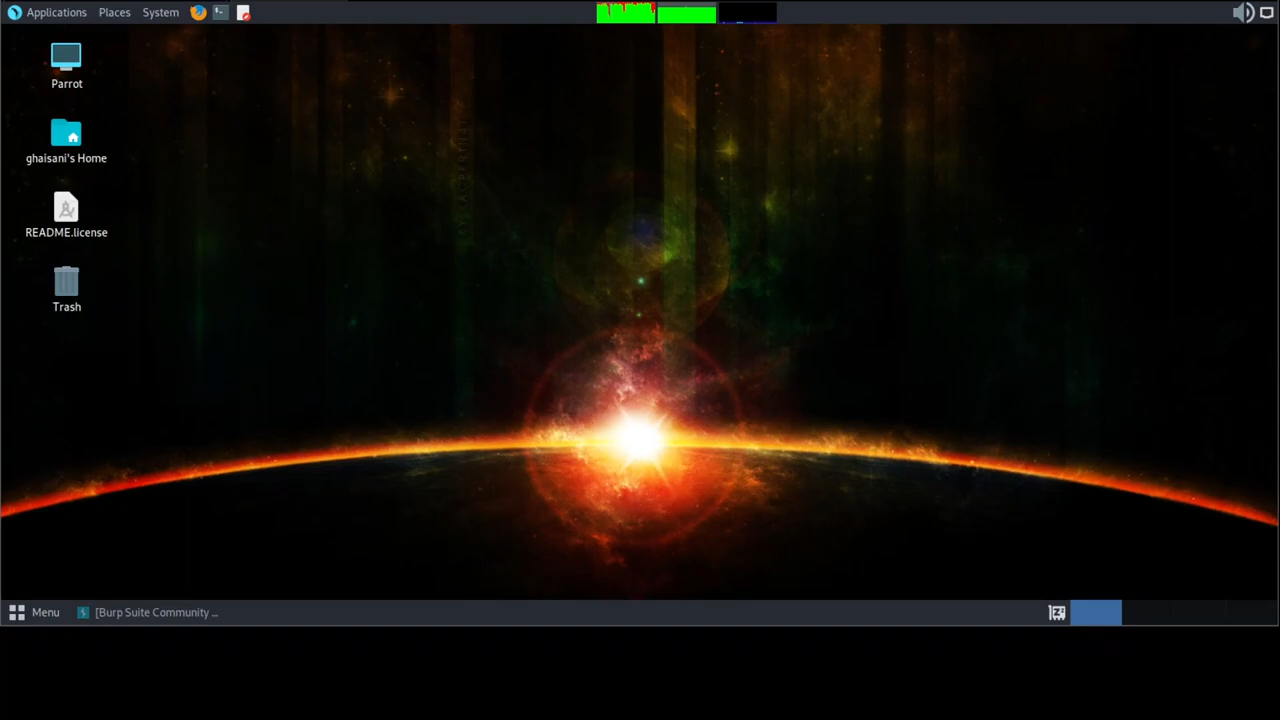 Applications Places System
Parrot
ghaisani's Home
README.license
Trash
Menu [Burp Suite Community ...